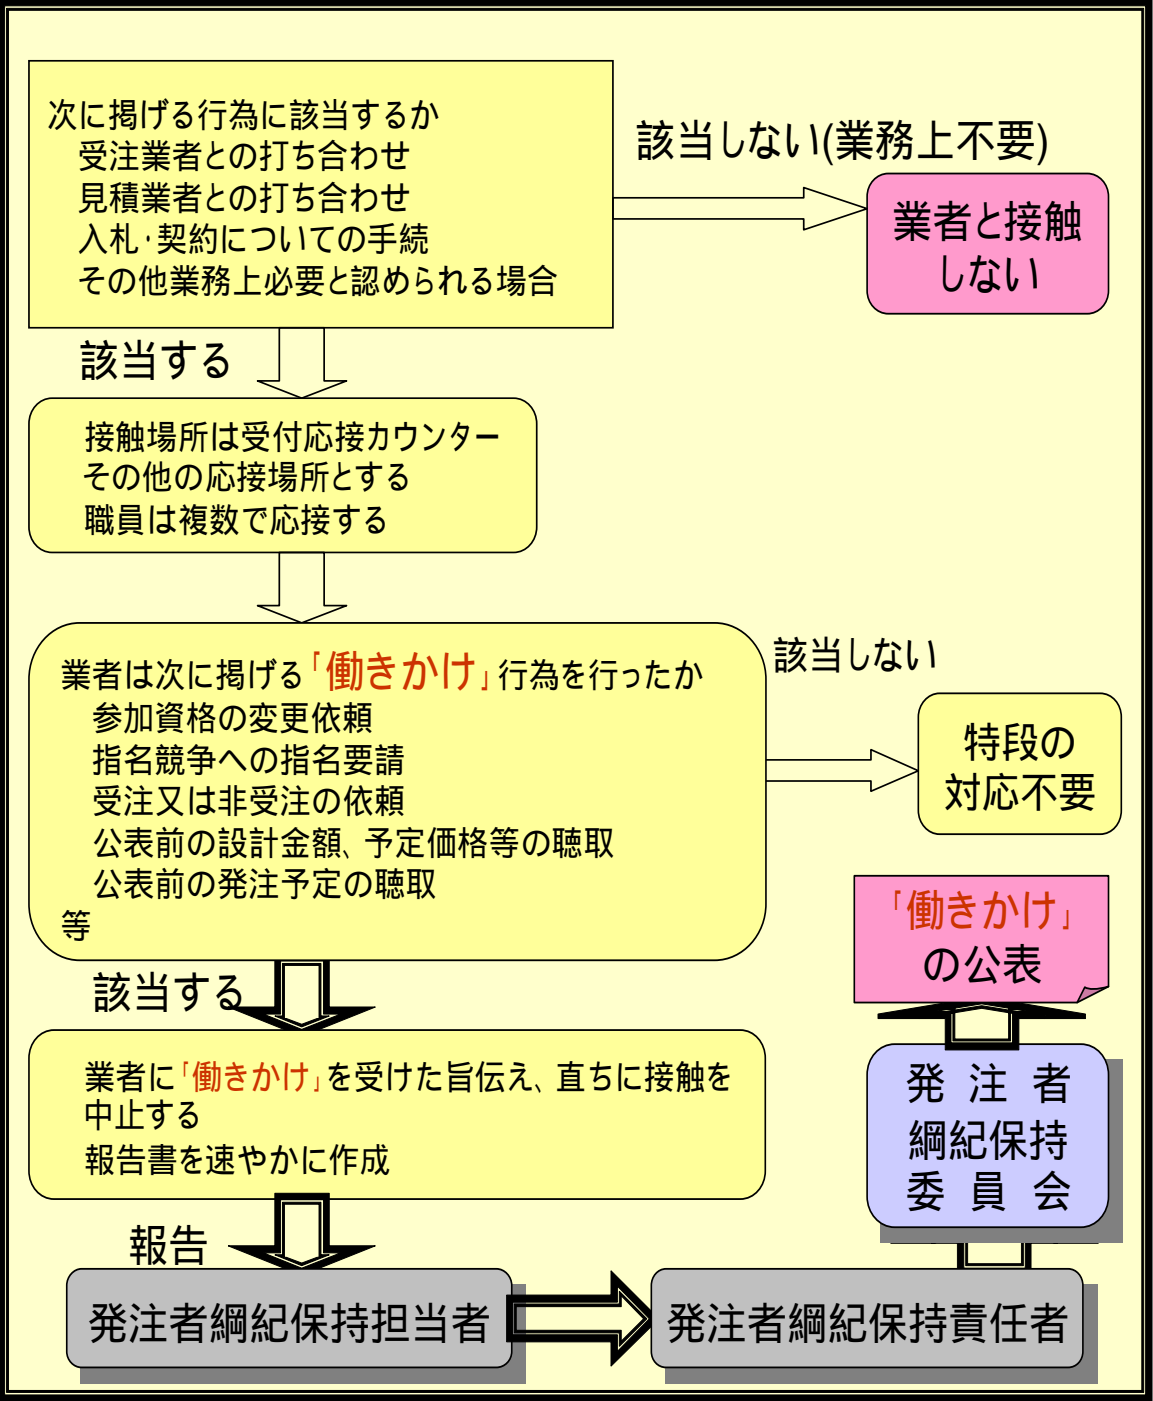 次に掲げる行為に該当するか
受注業者との打ち合わせ
見積業者との打ち合わせ
入札・契約についての手続
その他業務上必要と認められる場合
該当しない(業務上不要)
業者と接触
しない
該当する
接触場所は受付応接カウンター
その他の応接場所とする
職員は複数で応接する
業者は次に掲げる「働きかけ」行為を行ったか
参加資格の変更依頼
指名競争への指名要請
受注又は非受注の依頼
公表前の設計金額、予定価格等の聴取
公表前の発注予定の聴取
等
該当しない
特段の
対応不要
該当する
業者に「働きかけ」を受けた旨伝え、直ちに接触を
中止する
報告書を速やかに作成
「働きかけ」
の公表
発 注 者
綱紀保持
委 員 会
報告
発注者綱紀保持担当者
発注者綱紀保持責任者